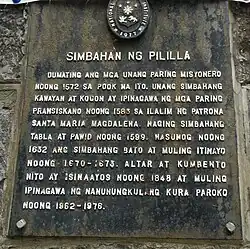 1977
SIMBAHAN NG PILILLA
DUMATING ANG MGA UNANG PARING MISYONERO
NOONG 1572 SA POOK NA ITO. UNANG SIMBAHANG
KAWAYAN AT KOGON AY IPINAGAWA NG MGA PARING
PRANSISKANO NOONG 1583 SA ILALIM NG PATRONA
SANTA MARIA MAGDALENA. NAGING SIMBAHANG
TABLA AT PAWID NOONG 1599. NASUNOG NOONG
1632 ANG SIMBAHANG BATO AT MULING ITINAYO
NOONG 1670-1673. ALTAR AT KUMBENTO
NITO AY ISINAAYOS NOONG 1848 AT MULING
IPINAGAWA NG NANUNUNGKULANG KURA PAROKO
NOONG 1962-1976.